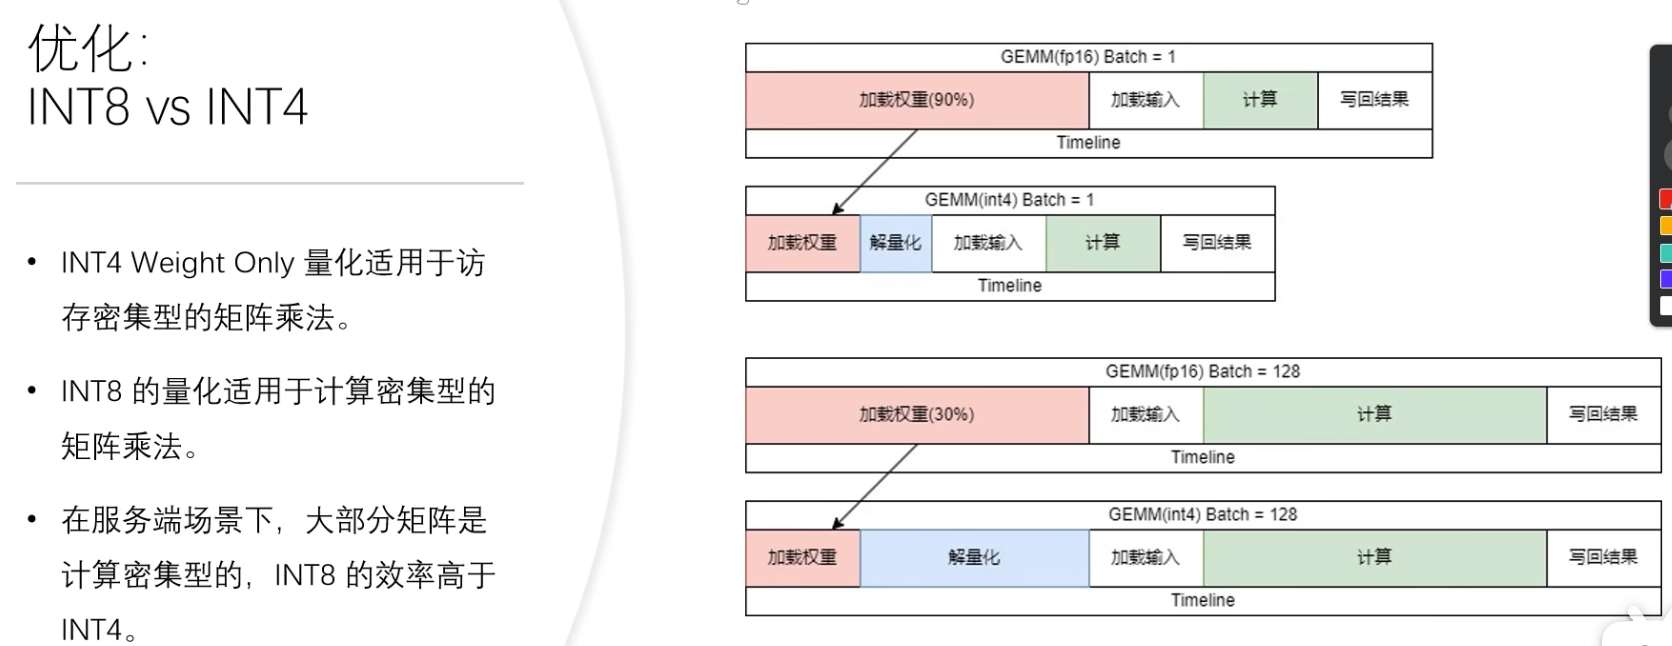 优化:
INT8 vs INT4
• INT4 Weight Only 量化适用于访
存密集型的矩阵乘法。
• INT8 的量化适用于计算密集型的
矩阵乘法。
• 在服务端场景下，大部分矩阵是
计算密集型的，INT8 的效率高于
INT4。
GEMM(fp16) Batch = 1
加载权重(90%) 加载输入 计算 写回结果
Timeline
GEMM(int4) Batch = 1
加载权重 解量化 加载输入 计算 写回结果
Timeline
GEMM(fp16) Batch = 128
加载权重(30%) 加载输入 计算 写回结果
Timeline
GEMM(int4) Batch = 128
加载权重 解量化 加载输入 计算 写回结果
Timeline